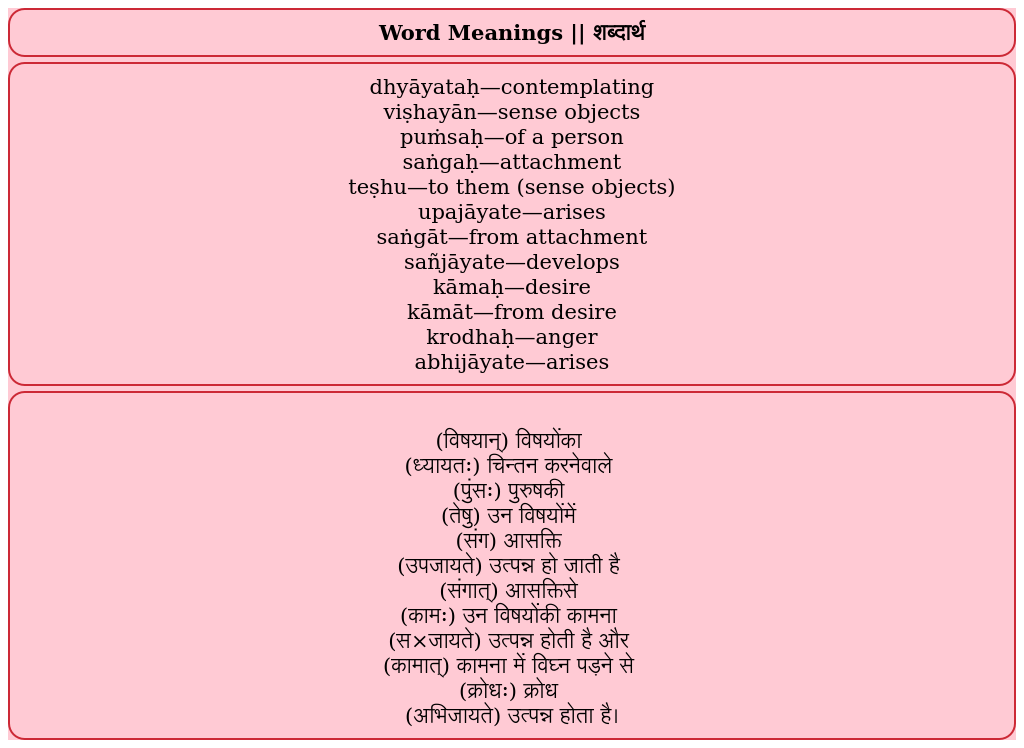 Word Meanings || शब्दार्थ
dhyāyataḥ—contemplating
viṣhayān—sense objects
puṁsaḥ—of a person
saṅgaḥ—attachment
teṣhu—to them (sense objects)
upajāyate—arises
saṅgāt—from attachment
sañjāyate—develops
kāmaḥ—desire
kāmāt—from desire
krodhaḥ—anger
abhijāyate—arises
(विषयान्) विषयोंका
(ध्यायतः) चिन्तन करनेवाले
(पुंसः) पुरुषकी
(तेषु) उन विषयोंमें
(संग) आसक्ति
(उपजायते) उत्पन्न हो जाती है
(संगात्) आसक्तिसे
(कामः) उन विषयोंकी कामना
(स×जायते) उत्पन्न होती है और
(कामात्) कामना में विघ्न पड़ने से
(क्रोधः) क्रोध
(अभिजायते) उत्पन्न होता है।